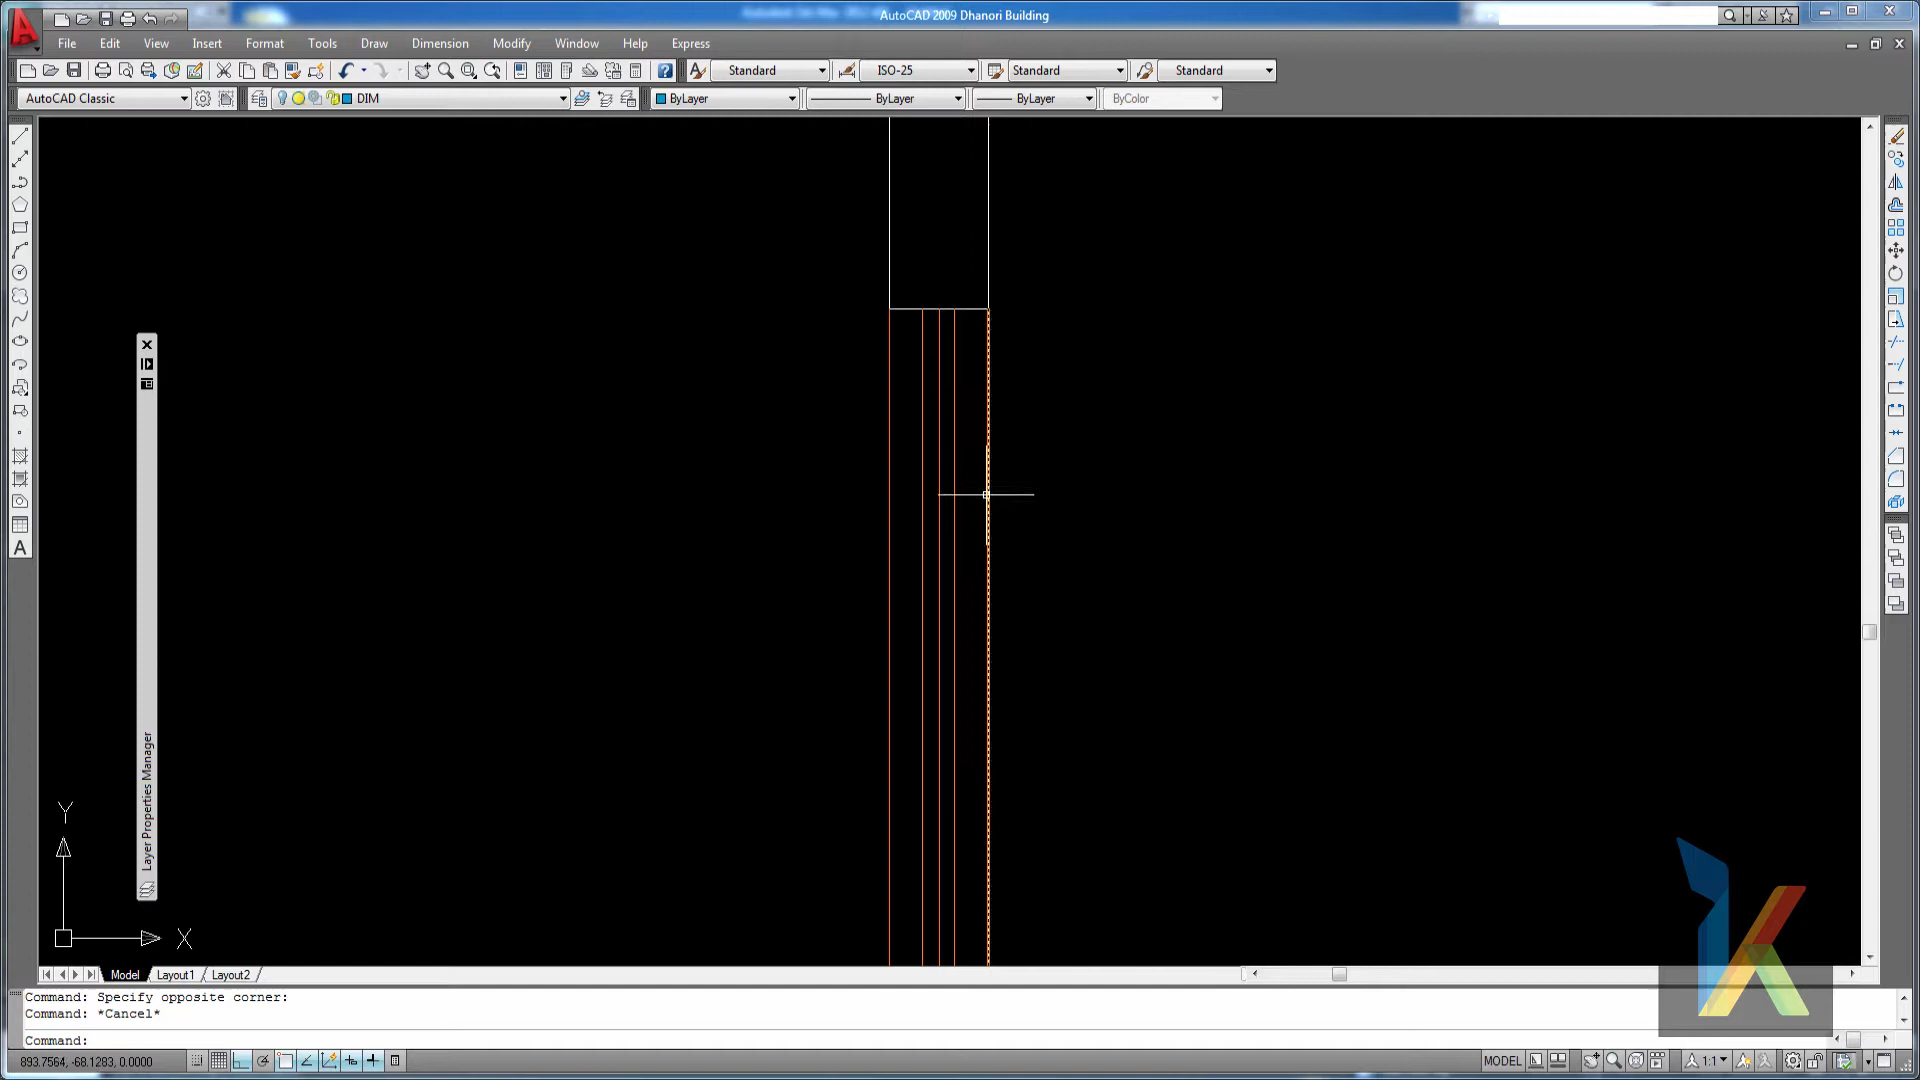 AutoCAD 2009 Dhanori Building
File Edit View Insert Format Tools Draw Dimension Modify Window Help Express
Standard ISO-25 Standard Standard
AutoCAD Classic DIM ByLayer ByLayer ByLayer ByColor
Layer Properties Manager
Y
X
Model Layout1 Layout2
Command: Specify opposite corner:
Command: *Cancel*
Command:
893.7564, -68.1283, 0.0000 MODEL 1:1